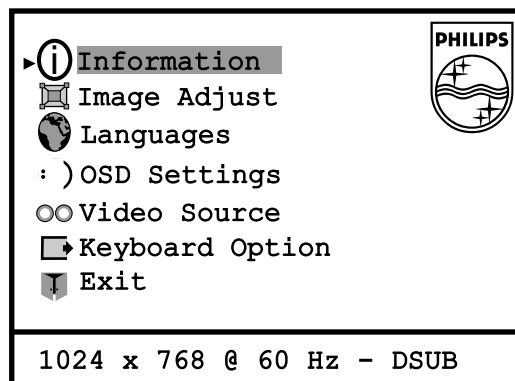 PHILIPS
Information
Image Adjust
Languages
OSD Settings
Video Source
Keyboard Option
Exit
1024 x 768 @ 60 Hz - DSUB